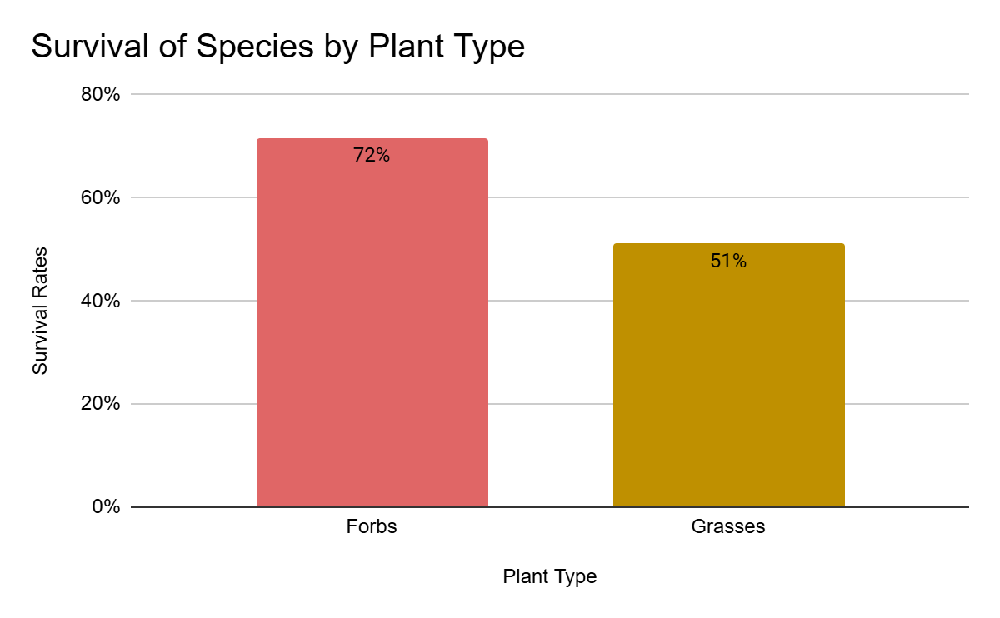 Survival of Species by Plant Type
80%
72%
60%
51%
40%
20%
0%
Survival Rates
Forbs
Grasses
Plant Type